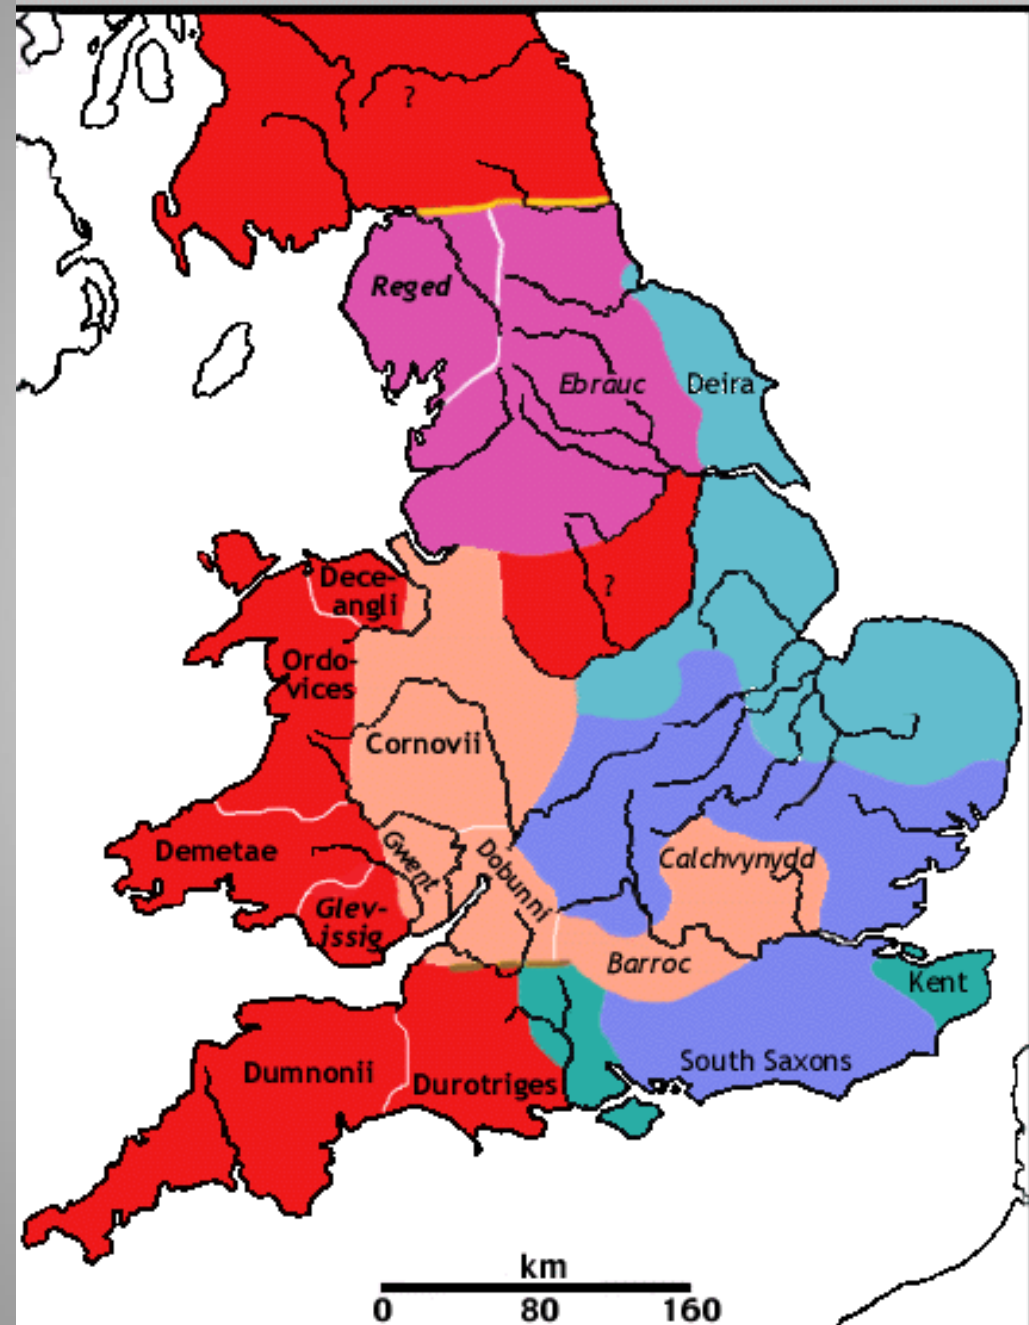 ?
Reged
Ebrauc
Deira
Dece-
angli
?
Ordo-
vices
Cornovii
Gwent
Dobunni
Demetae
Calchvynydd
Glev-
issig
Barroc
Kent
South Saxons
Dumnonii
Durotriges
km
0 80 160